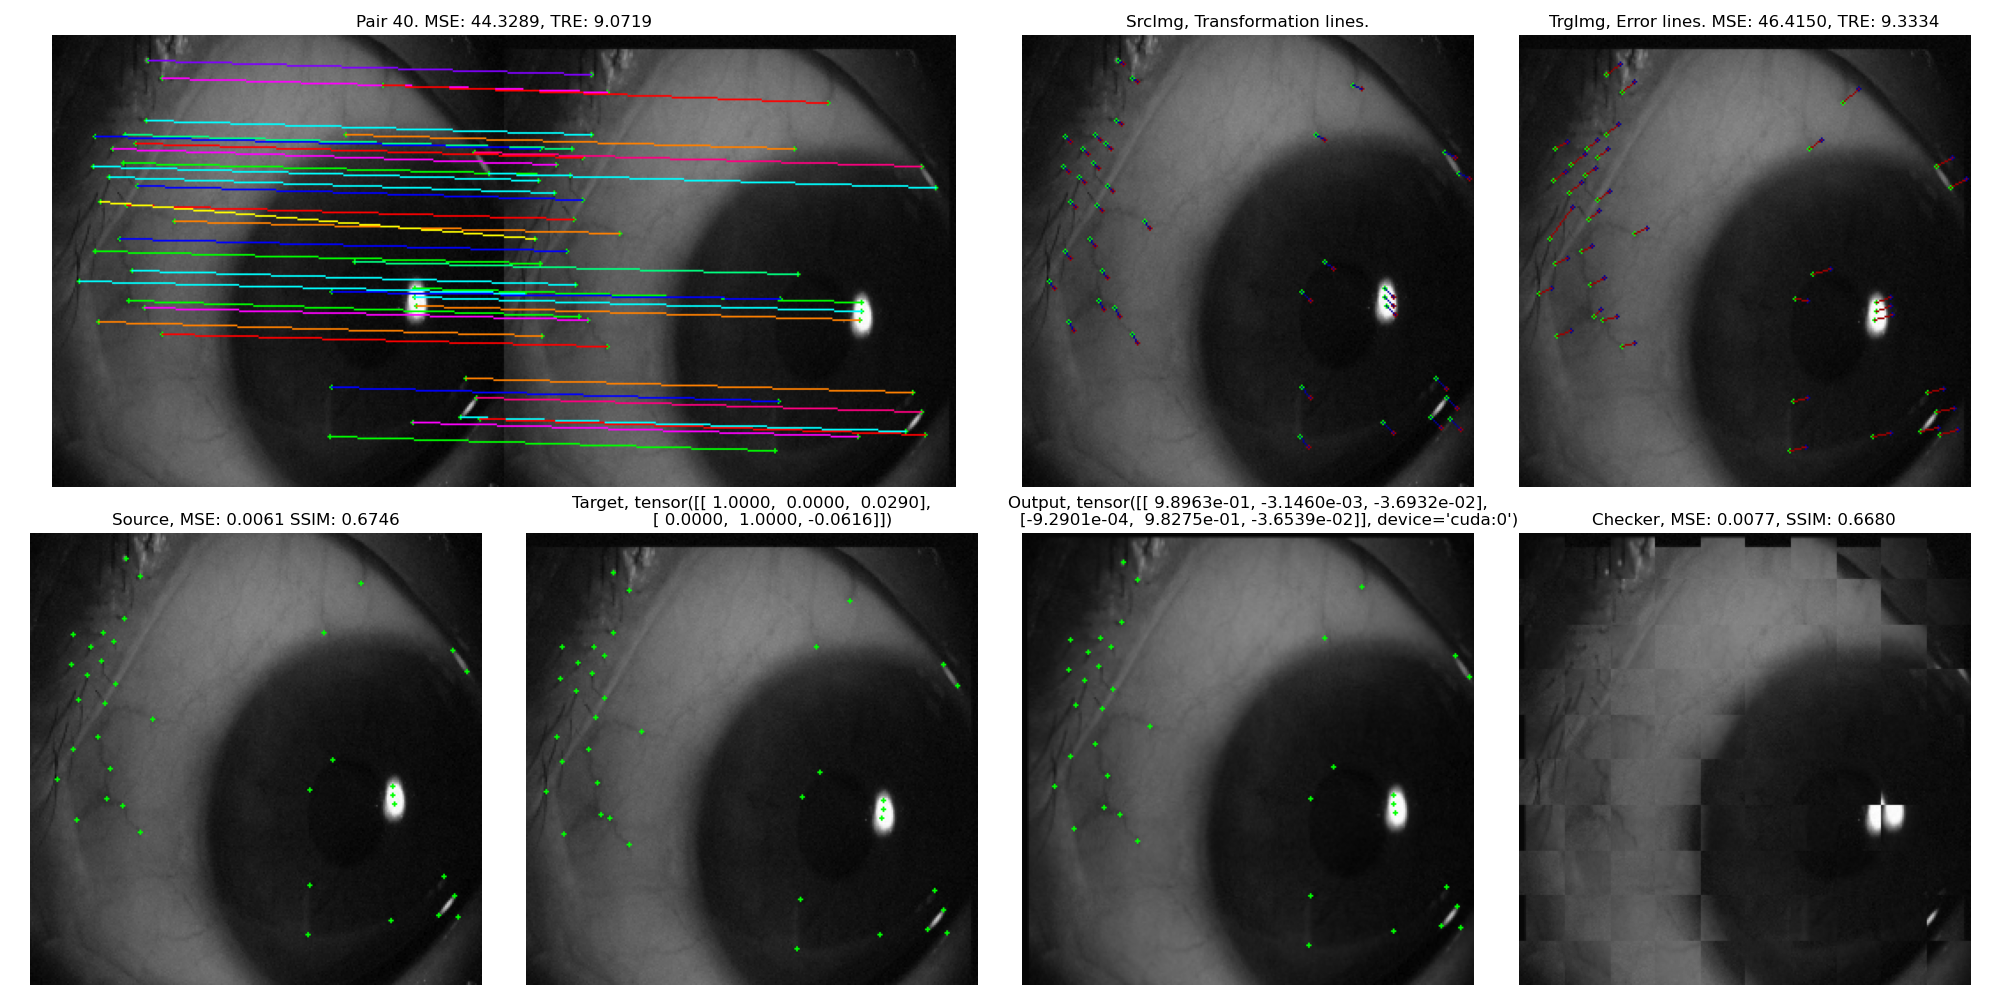 Pair 40. MSE: 44.3289, TRE: 9.0719
SrcImg, Transformation lines.
TrgImg, Error lines. MSE: 46.4150, TRE: 9.3334
Source, MSE: 0.0061 SSIM: 0.6746
Target, tensor([[ 1.0000,  0.0000,  0.0290],
[ 0.0000,  1.0000, -0.0616]])
Output, tensor([[ 9.8963e-01, -3.1460e-03, -3.6932e-02],
[-9.2901e-04,  9.8275e-01, -3.6539e-02]], device='cuda:0')
Checker, MSE: 0.0077, SSIM: 0.6680